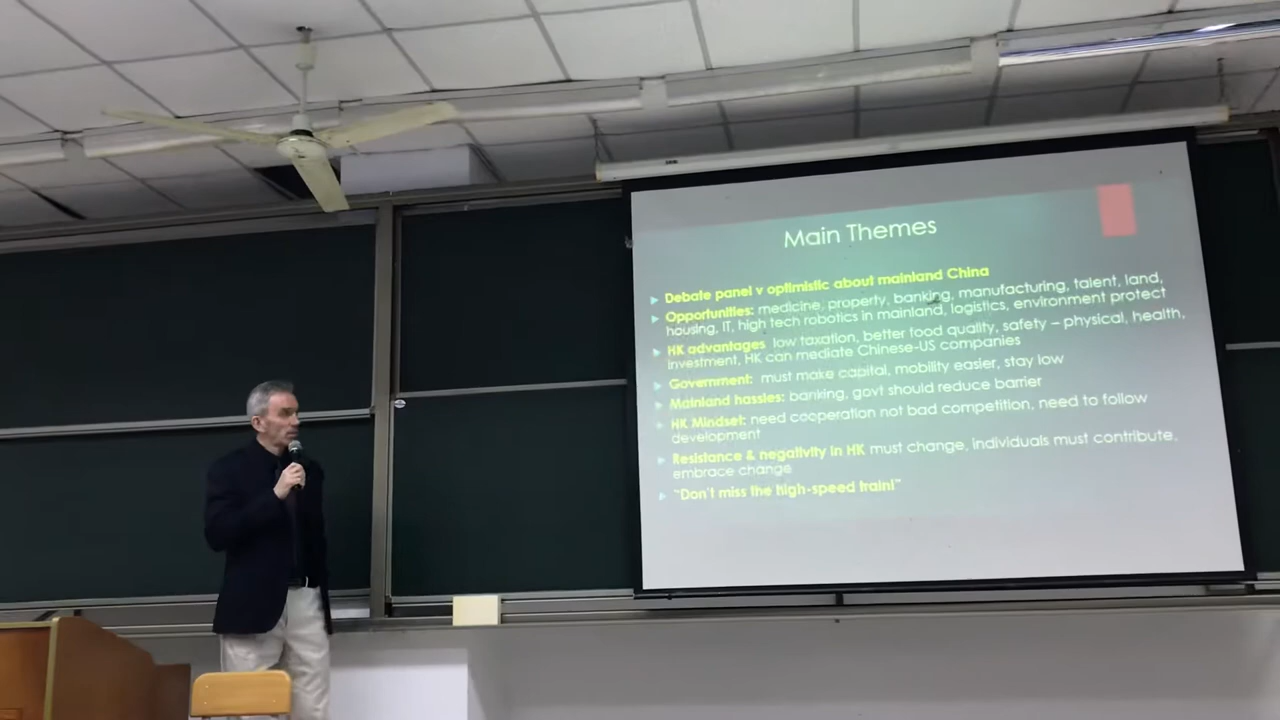 Main Themes
Debate panel v optimistic about mainland China
Opportunities: medicine, property, banking, manufacturing, talent, land,
housing, IT, high tech robotics in mainland, logistics, environment protect
HK advantages low taxation, better food quality, safety – physical, health,
investment, HK can mediate Chinese-US companies
Government: must make capital, mobility easier, stay low
Mainland hassles: banking, govt should reduce barrier
HK Mindset: need cooperation not bad competition, need to follow
development
Resistance & negativity in HK must change, individuals must contribute,
embrace change
"Don't miss the high-speed train!"